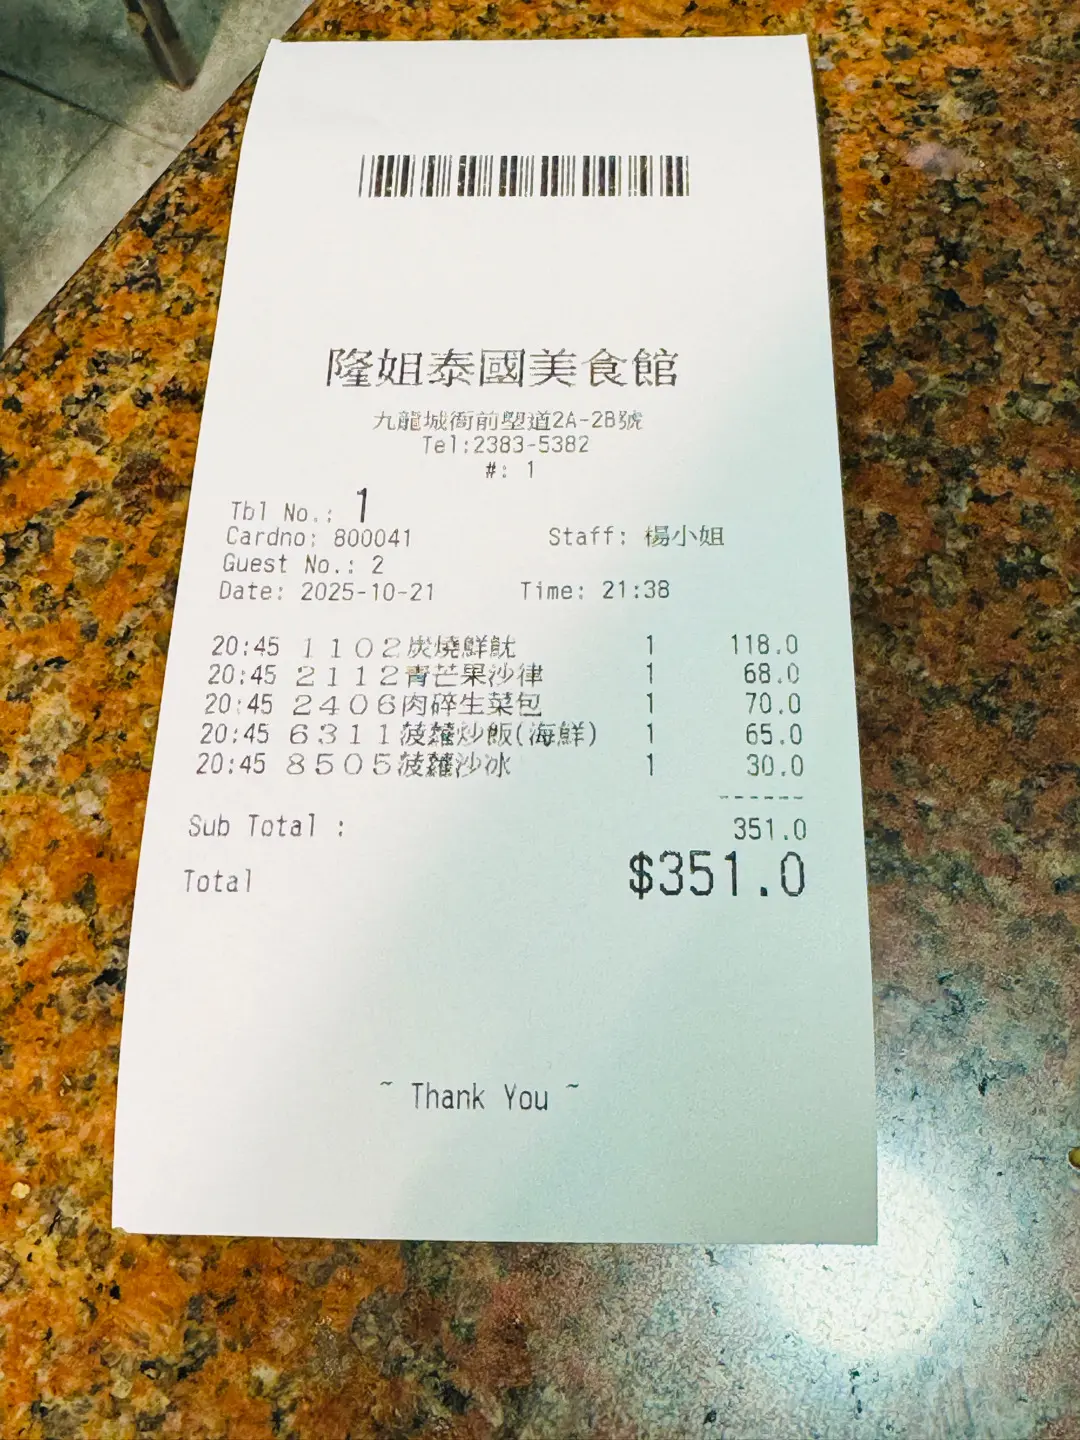 隆姐泰國美食館
九龍城衙前塱道2A-2B號
Tel:2383-5382
#: 1
Tbl No.: 1
Cardno: 800041 Staff: 楊小姐
Guest No.: 2
Date: 2025-10-21 Time: 21:38
20:45 1102炭燒鮮魷 1 118.0
20:45 2112青芒果沙律 1 68.0
20:45 2406肉碎生菜包 1 70.0
20:45 6311菠蘿炒飯(海鮮) 1 65.0
20:45 8505菠蘿沙冰 1 30.0
------
Sub Total : 351.0
Total $351.0
~ Thank You ~